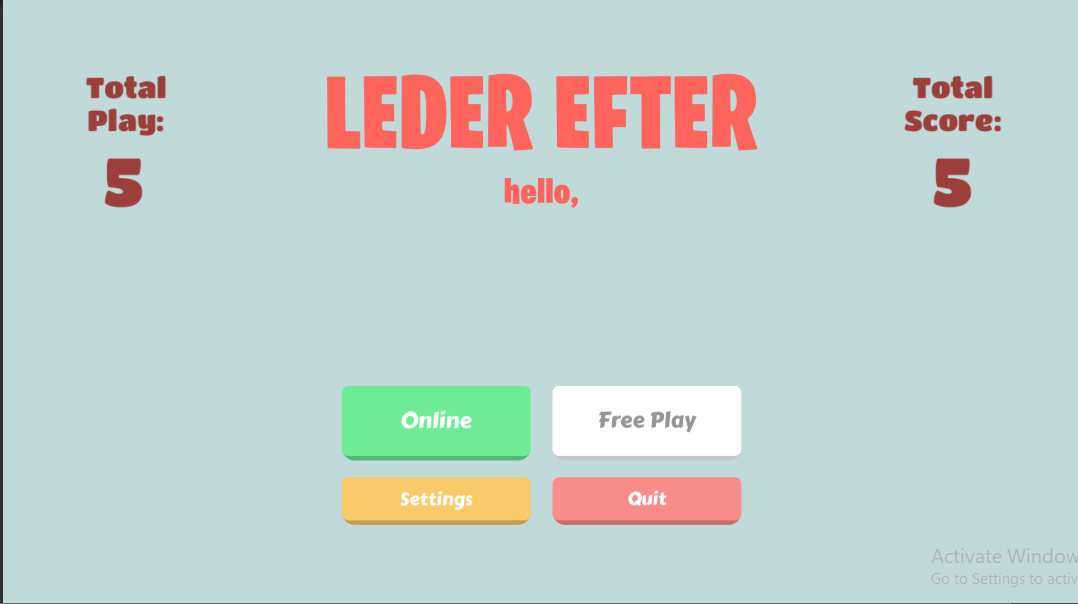 Total
Play:
5
LEDER EFTER
hello,
Total
Score:
5
Online
Free Play
Settings
Quit
Activate Window
Go to Settings to activ